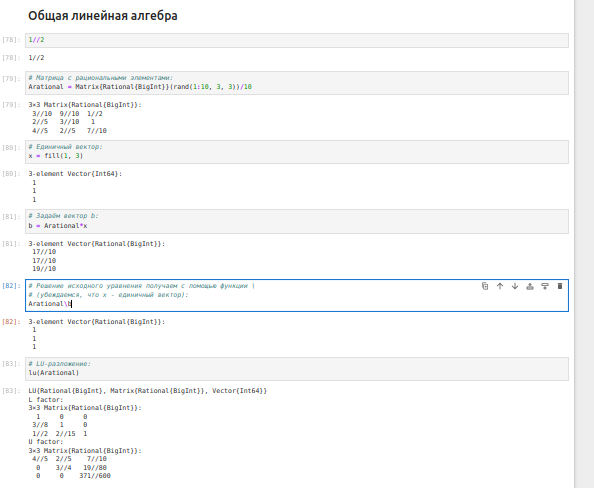 Общая линейная алгебра
[78]: 1//2
[78]: 1//2
[79]: # Матрица с рациональными элементами:
Arational = Matrix{Rational{BigInt}}(rand(1:10, 3, 3))/10
[79]: 3×3 Matrix{Rational{BigInt}}:
3//10 9//10 1//2
2//5 3//10 1
4//5 2//5 7//10
[80]: # Единичный вектор:
x = fill(1, 3)
[80]: 3-element Vector{Int64}:
1
1
1
[81]: # Задаём вектор b:
b = Arational*x
[81]: 3-element Vector{Rational{BigInt}}:
17//10
17//10
19//10
[82]: # Решение исходного уравнения получаем с помощью функции \
# (убеждаемся, что x - единичный вектор):
Arational\b
[82]: 3-element Vector{Rational{BigInt}}:
1
1
1
[83]: # LU-разложение:
lu(Arational)
[83]: LU{Rational{BigInt}, Matrix{Rational{BigInt}}, Vector{Int64}}
L factor:
3×3 Matrix{Rational{BigInt}}:
1 0 0
3//8 1 0
1//2 2//15 1
U factor:
3×3 Matrix{Rational{BigInt}}:
4//5 2//5 7//10
0 3//4 19//80
0 0 371//600